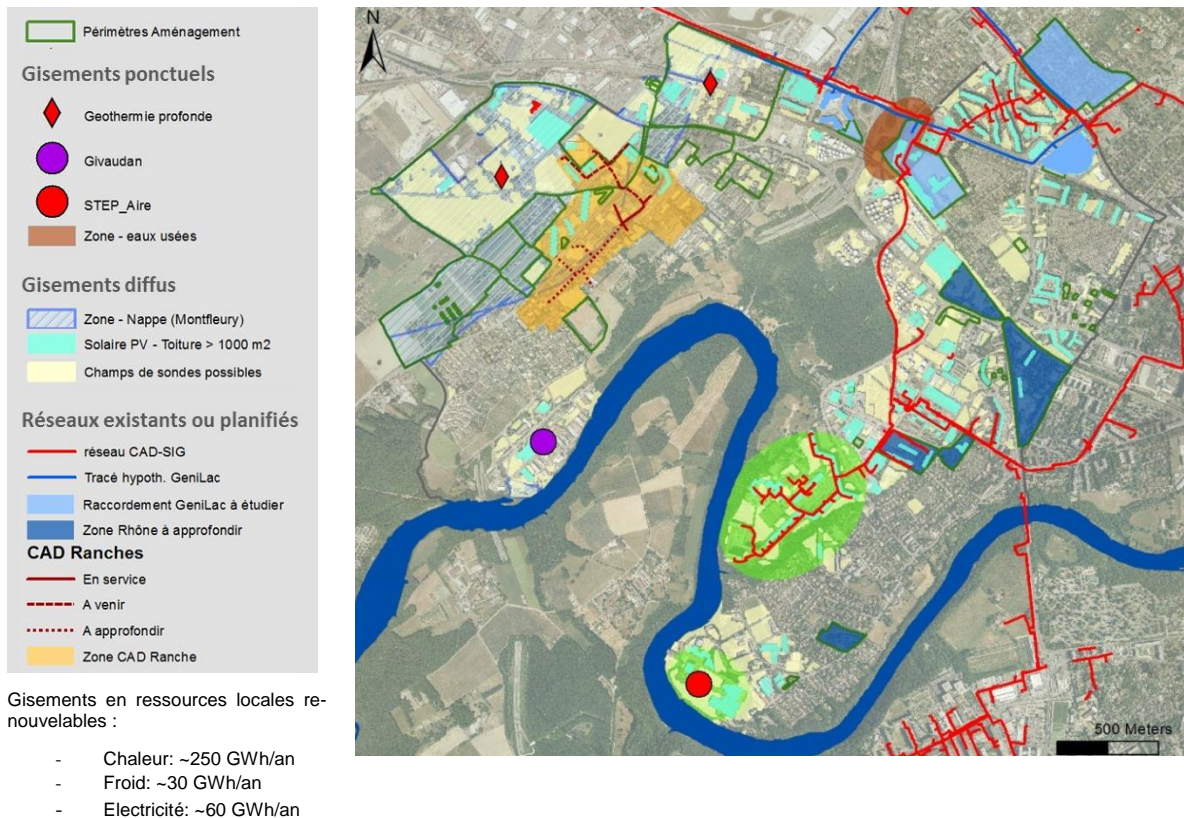 Périmètres Aménagement
Gisements ponctuels
Geothermie profonde
Givaudan
STEP_Aire
Zone - eaux usées
Gisements diffus
Zone - Nappe (Montfleury)
Solaire PV - Toiture > 1000 m2
Champs de sondes possibles
Réseaux existants ou planifiés
réseau CAD-SIG
Tracé hypoth. GeniLac
Raccordement GeniLac à étudier
Zone Rhône à approfondir
CAD Ranches
En service
A venir
A approfondir
Zone CAD Ranche
Gisements en ressources locales re-
nouvelables :
- Chaleur: ~250 GWh/an
- Froid: ~30 GWh/an
- Electricité: ~60 GWh/an
N
500 Meters